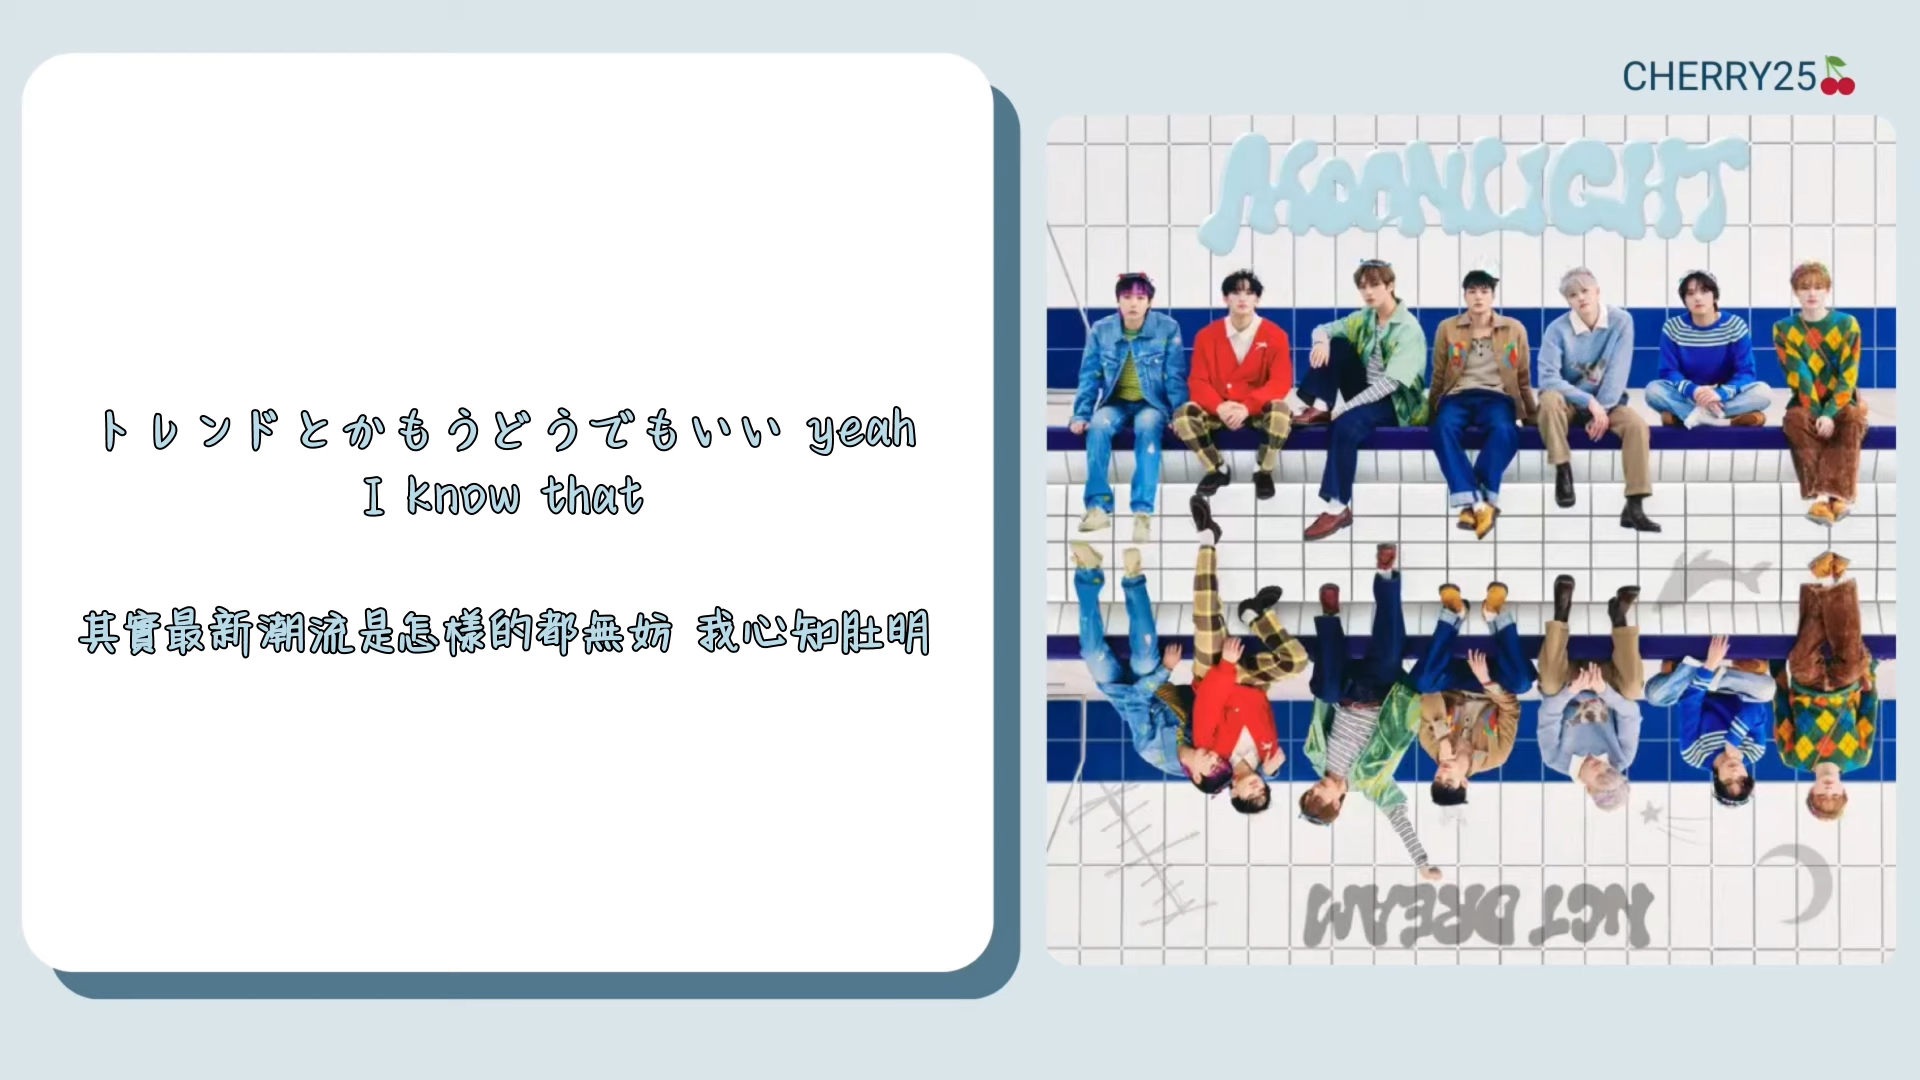 トレンドとかもうどうでもいい yeah
I know that
其實最新潮流是怎樣的都無妨 我心知肚明
CHERRY25
MOONLIGHT
NCT DREAM